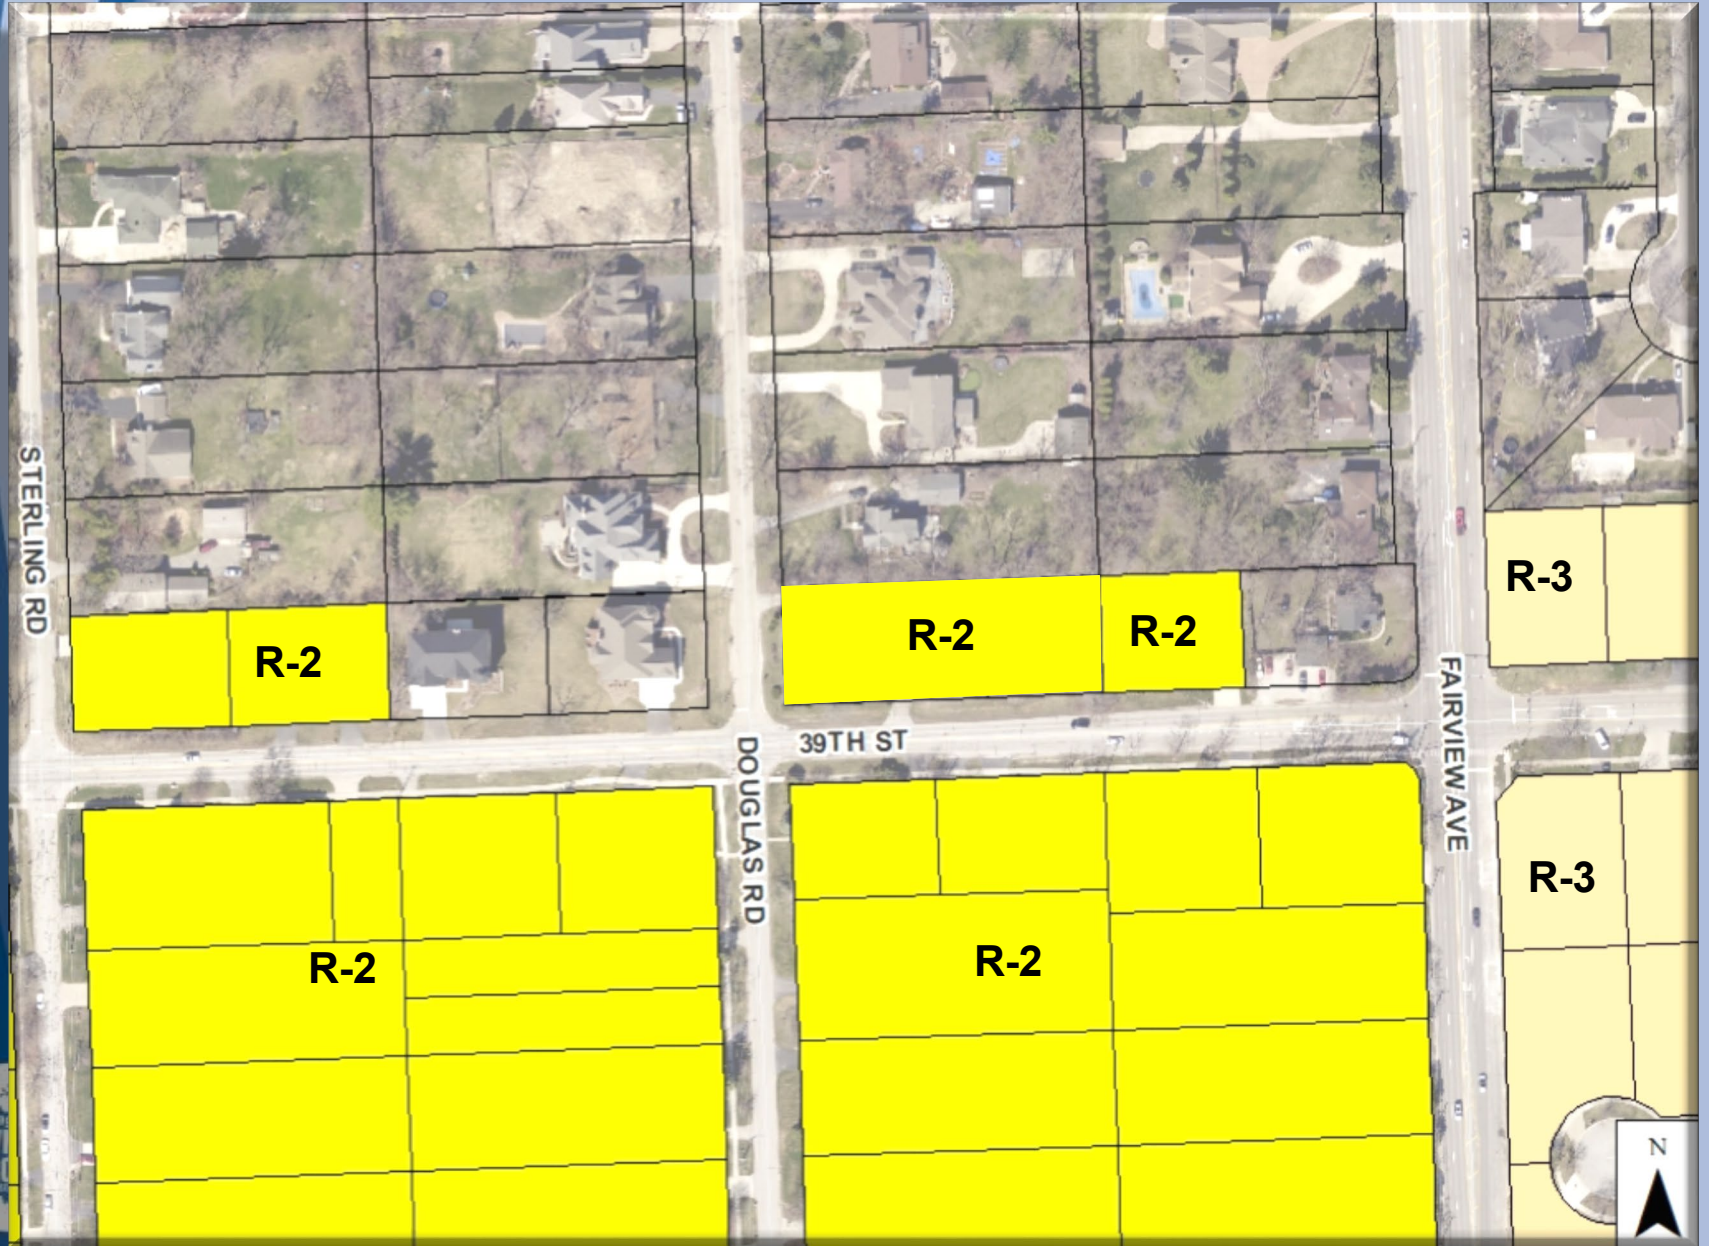 STERLING RD
R-3
R-2
R-2
R-2
FAIRVIEW AVE
39TH ST
DOUGLAS RD
R-3
R-2
R-2
N